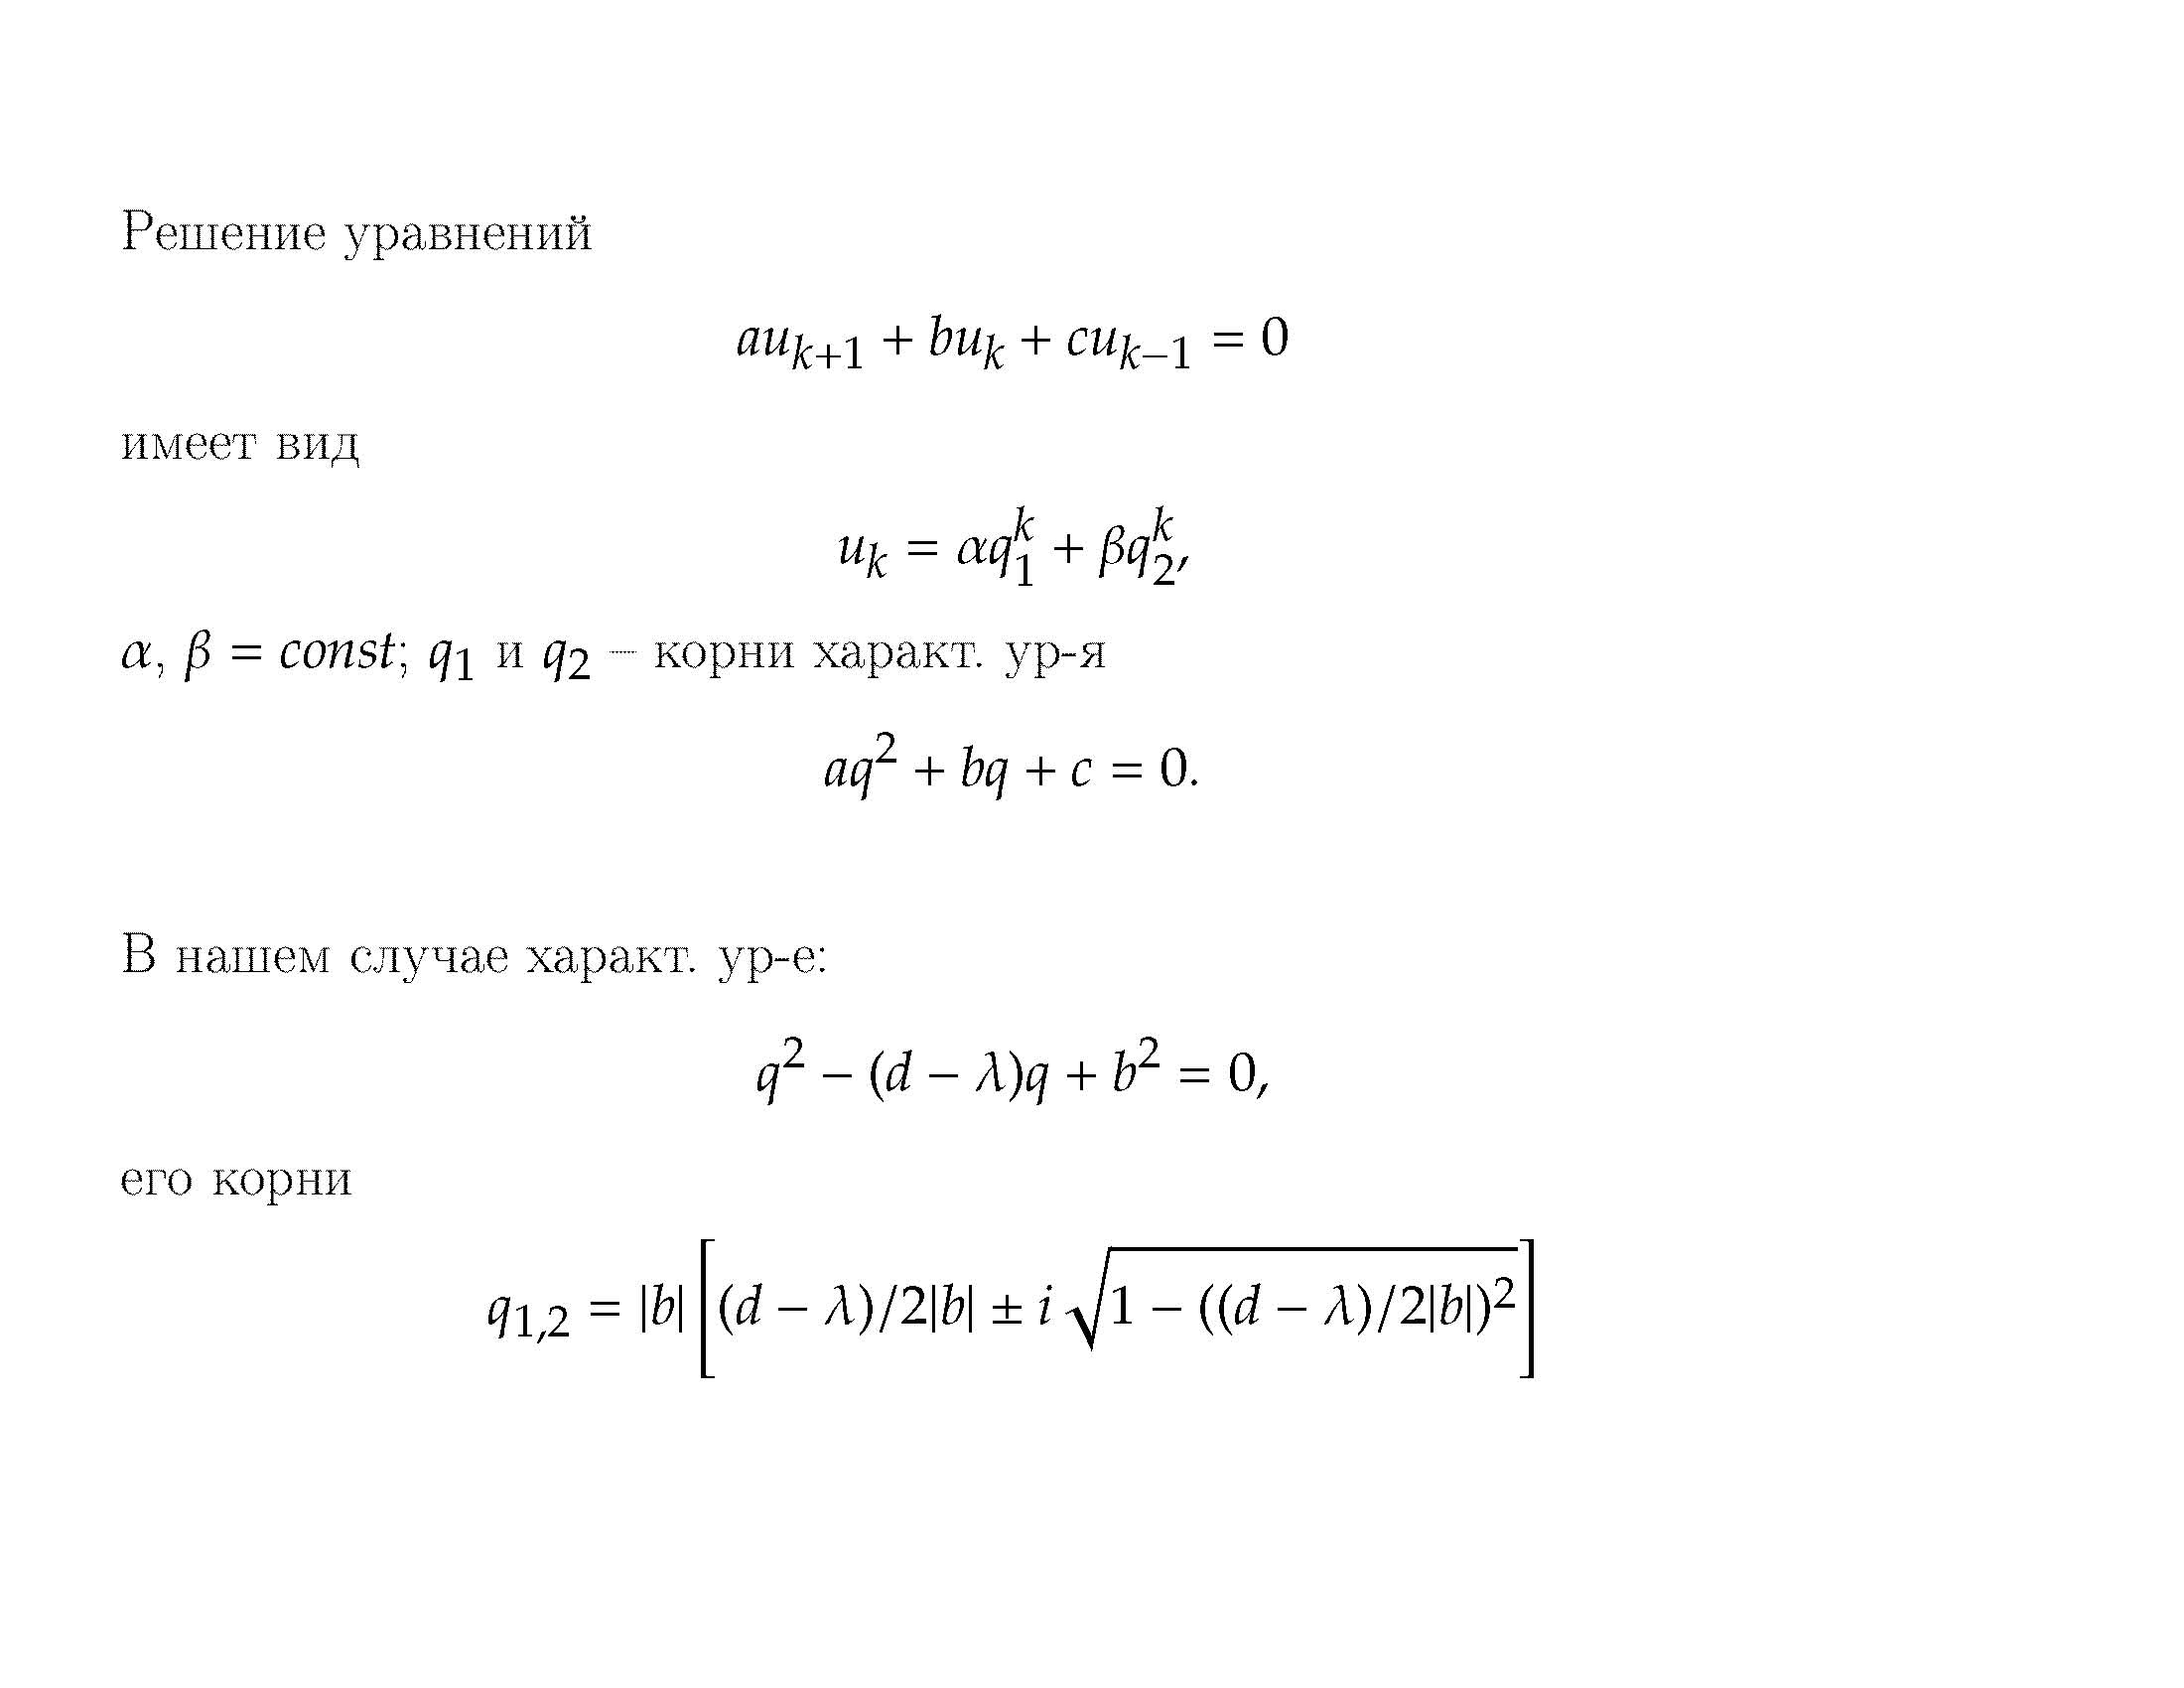 Решение уравнений
au_{k+1} + bu_k + cu_{k−1} = 0
имеет вид
u_k = αq_1^k + βq_2^k,
α, β = const; q_1 и q_2 – корни характ. ур-я
aq^2 + bq + c = 0.
В нашем случае характ. ур-е:
q^2 − (d − λ)q + b^2 = 0,
его корни
q_{1,2} = |b| [(d − λ)/2|b| ± i √(1 − ((d − λ)/2|b|)^2)]